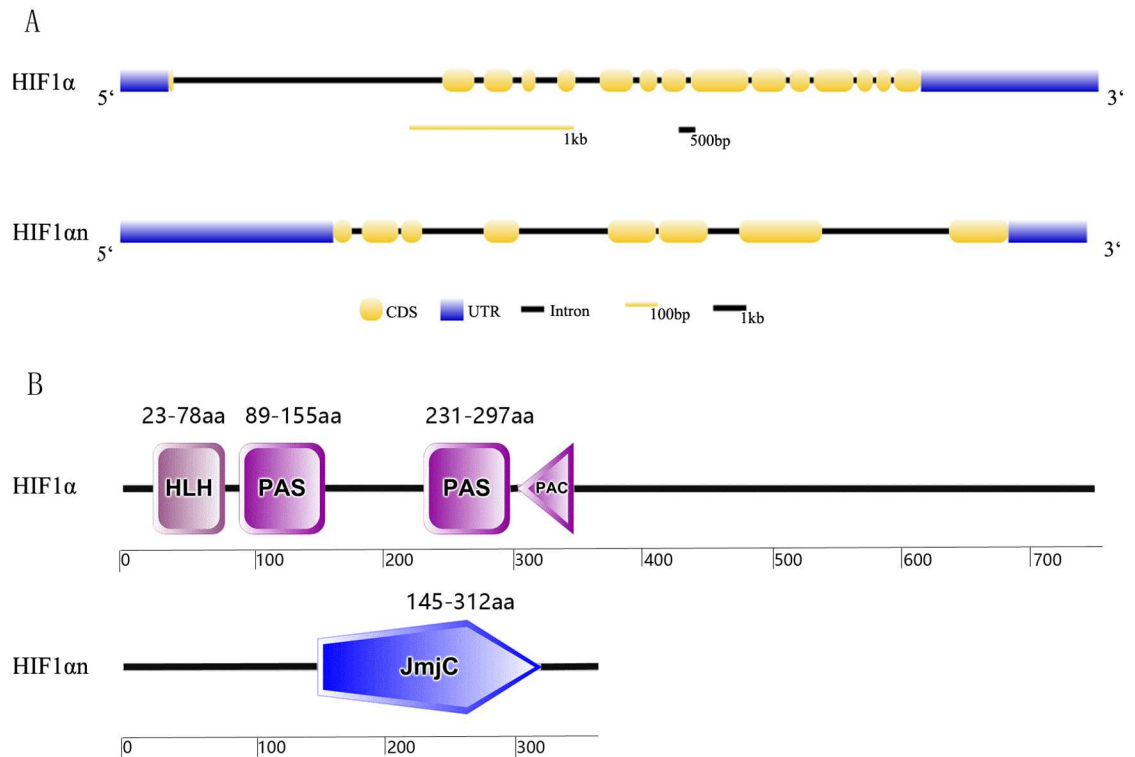 A
HIF1α 5‘ 3‘
1kb 500bp
HIF1αn 5‘ 3‘
CDS UTR Intron 100bp 1kb
B
23-78aa 89-155aa 231-297aa
HIF1α HLH PAS PAS PAC
0 100 200 300 400 500 600 700
145-312aa
HIF1αn JmjC
0 100 200 300